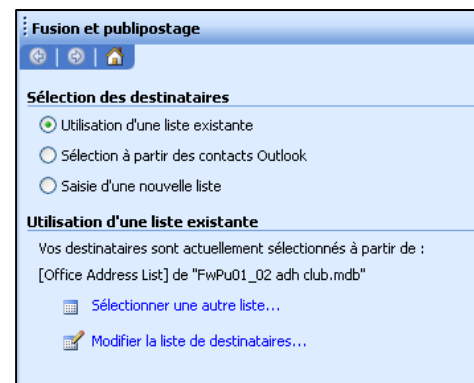 Fusion et publipostage
Sélection des destinataires
Utilisation d'une liste existante
Sélection à partir des contacts Outlook
Saisie d'une nouvelle liste
Utilisation d'une liste existante
Vos destinataires sont actuellement sélectionnés à partir de :
[Office Address List] de "FwPu01_02 adh club.mdb"
Sélectionner une autre liste...
Modifier la liste de destinataires...